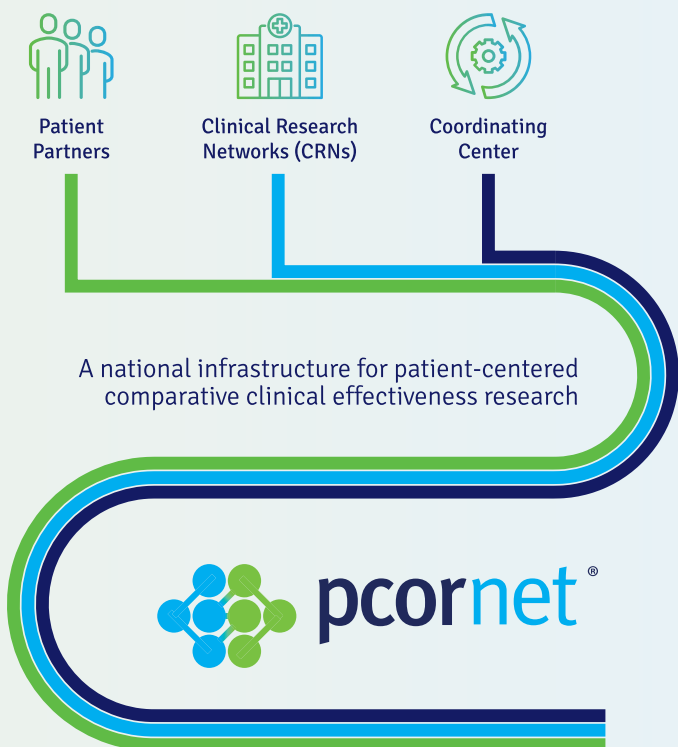 Patient
Partners
Clinical Research
Networks (CRNs)
Coordinating
Center
A national infrastructure for patient-centered
comparative clinical effectiveness research
pcornet®